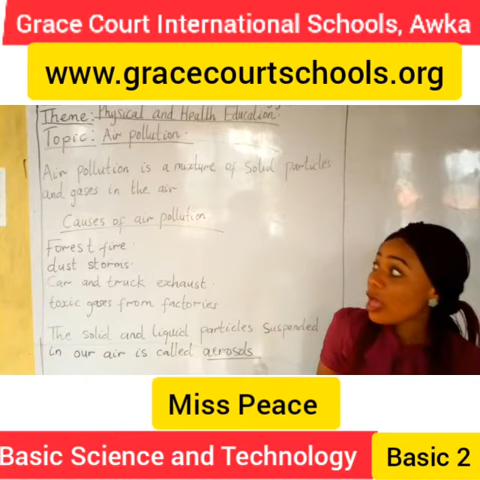 Grace Court International Schools, Awka
www.gracecourtschools.org
Theme: Physical and Health Education.
Topic: Air pollution.
Air pollution is a mixture of solid particles
and gases in the air
Causes of air pollution
Forest fire.
dust storms.
Car and truck exhaust.
toxic gases from factories
The solid and liquid particles suspended
in our air is called aerosols
Miss Peace
Basic Science and Technology
Basic 2